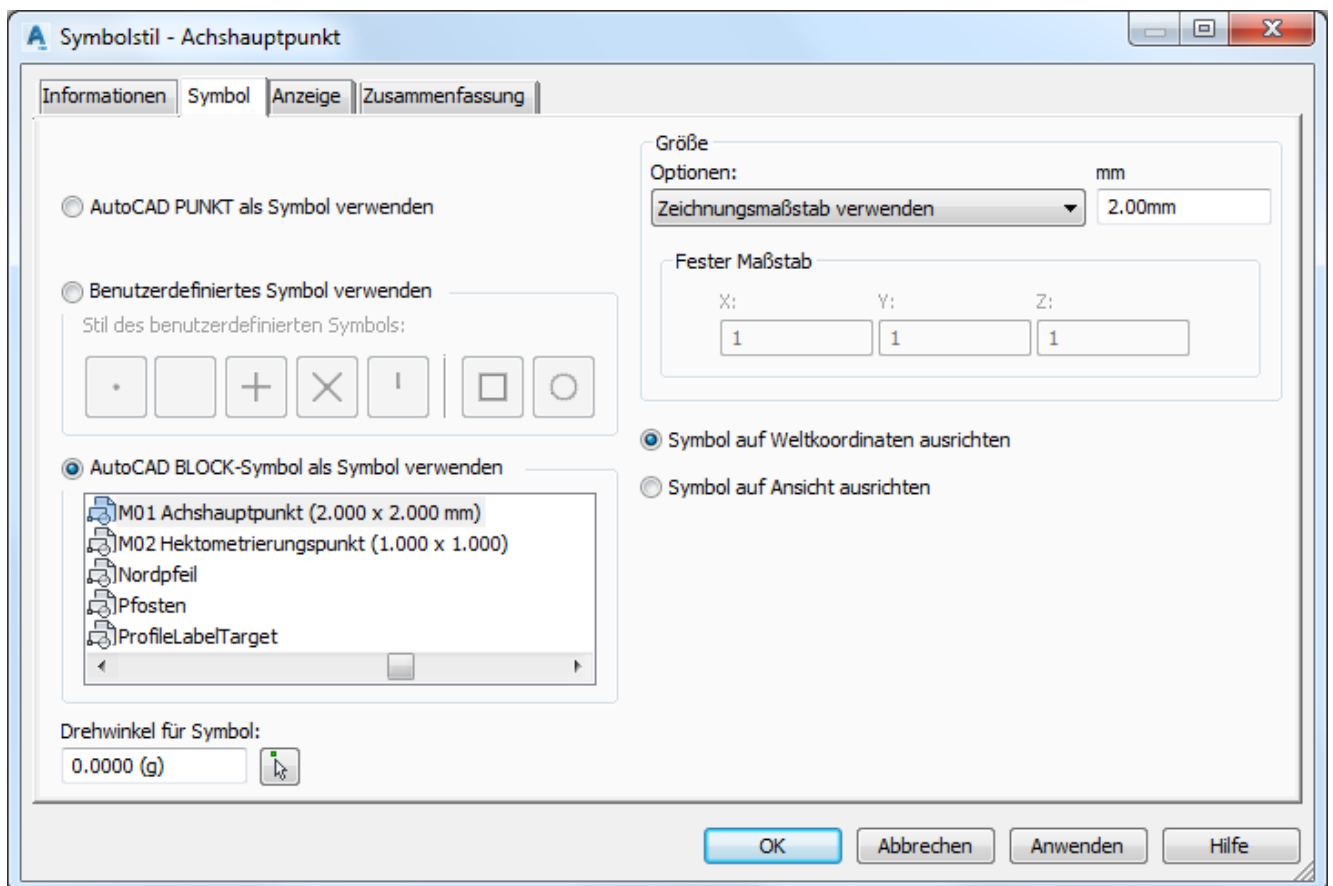 Symbolstil - Achshauptpunkt
Informationen Symbol Anzeige Zusammenfassung
AutoCAD PUNKT als Symbol verwenden
Benutzerdefiniertes Symbol verwenden
Stil des benutzerdefinierten Symbols:
AutoCAD BLOCK-Symbol als Symbol verwenden
M01 Achshauptpunkt (2.000 x 2.000 mm)
M02 Hektometrierungspunkt (1.000 x 1.000)
Nordpfeil
Pfosten
ProfileLabelTarget
Drehwinkel für Symbol:
0.0000 (g)
Größe
Optionen: mm
Zeichnungsmaßstab verwenden 2.00mm
Fester Maßstab
X: Y: Z:
1 1 1
Symbol auf Weltkoordinaten ausrichten
Symbol auf Ansicht ausrichten
OK Abbrechen Anwenden Hilfe